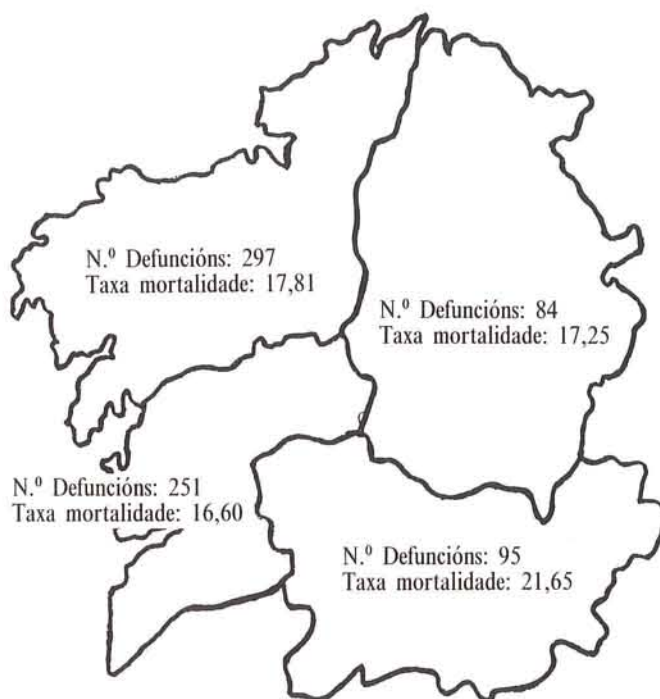 N.º Defuncións: 297
Taxa mortalidade: 17,81
N.º Defuncións: 84
Taxa mortalidade: 17,25
N.º Defuncións: 251
Taxa mortalidade: 16,60
N.º Defuncións: 95
Taxa mortalidade: 21,65